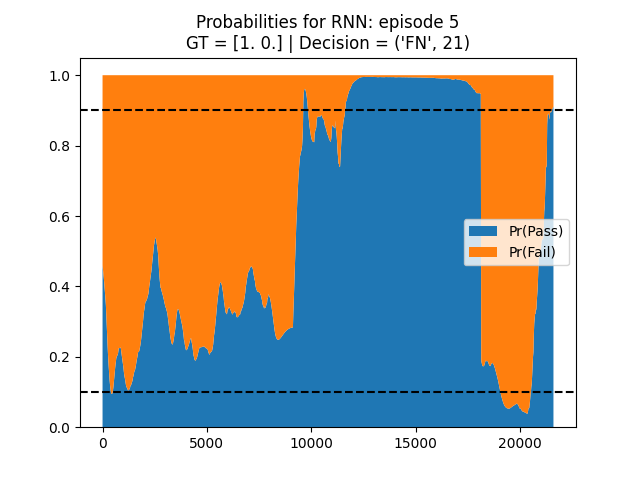 Probabilities for RNN: episode 5
GT = [1. 0.] | Decision = ('FN', 21)
1.0
0.8
0.6
0.4
0.2
0.0
Pr(Pass)
Pr(Fail)
0
5000
10000
15000
20000